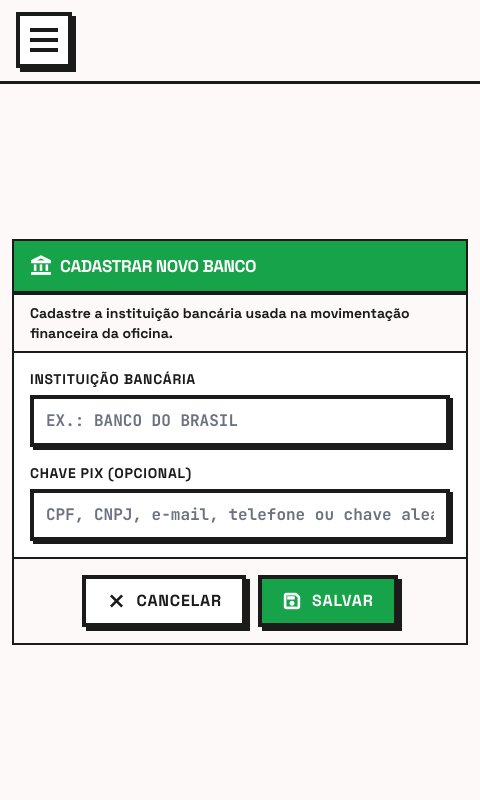 CADASTRAR NOVO BANCO
Cadastre a instituição bancária usada na movimentação
financeira da oficina.
INSTITUIÇÃO BANCÁRIA
EX.: BANCO DO BRASIL
CHAVE PIX (OPCIONAL)
CPF, CNPJ, e-mail, telefone ou chave
CANCELAR
SALVAR